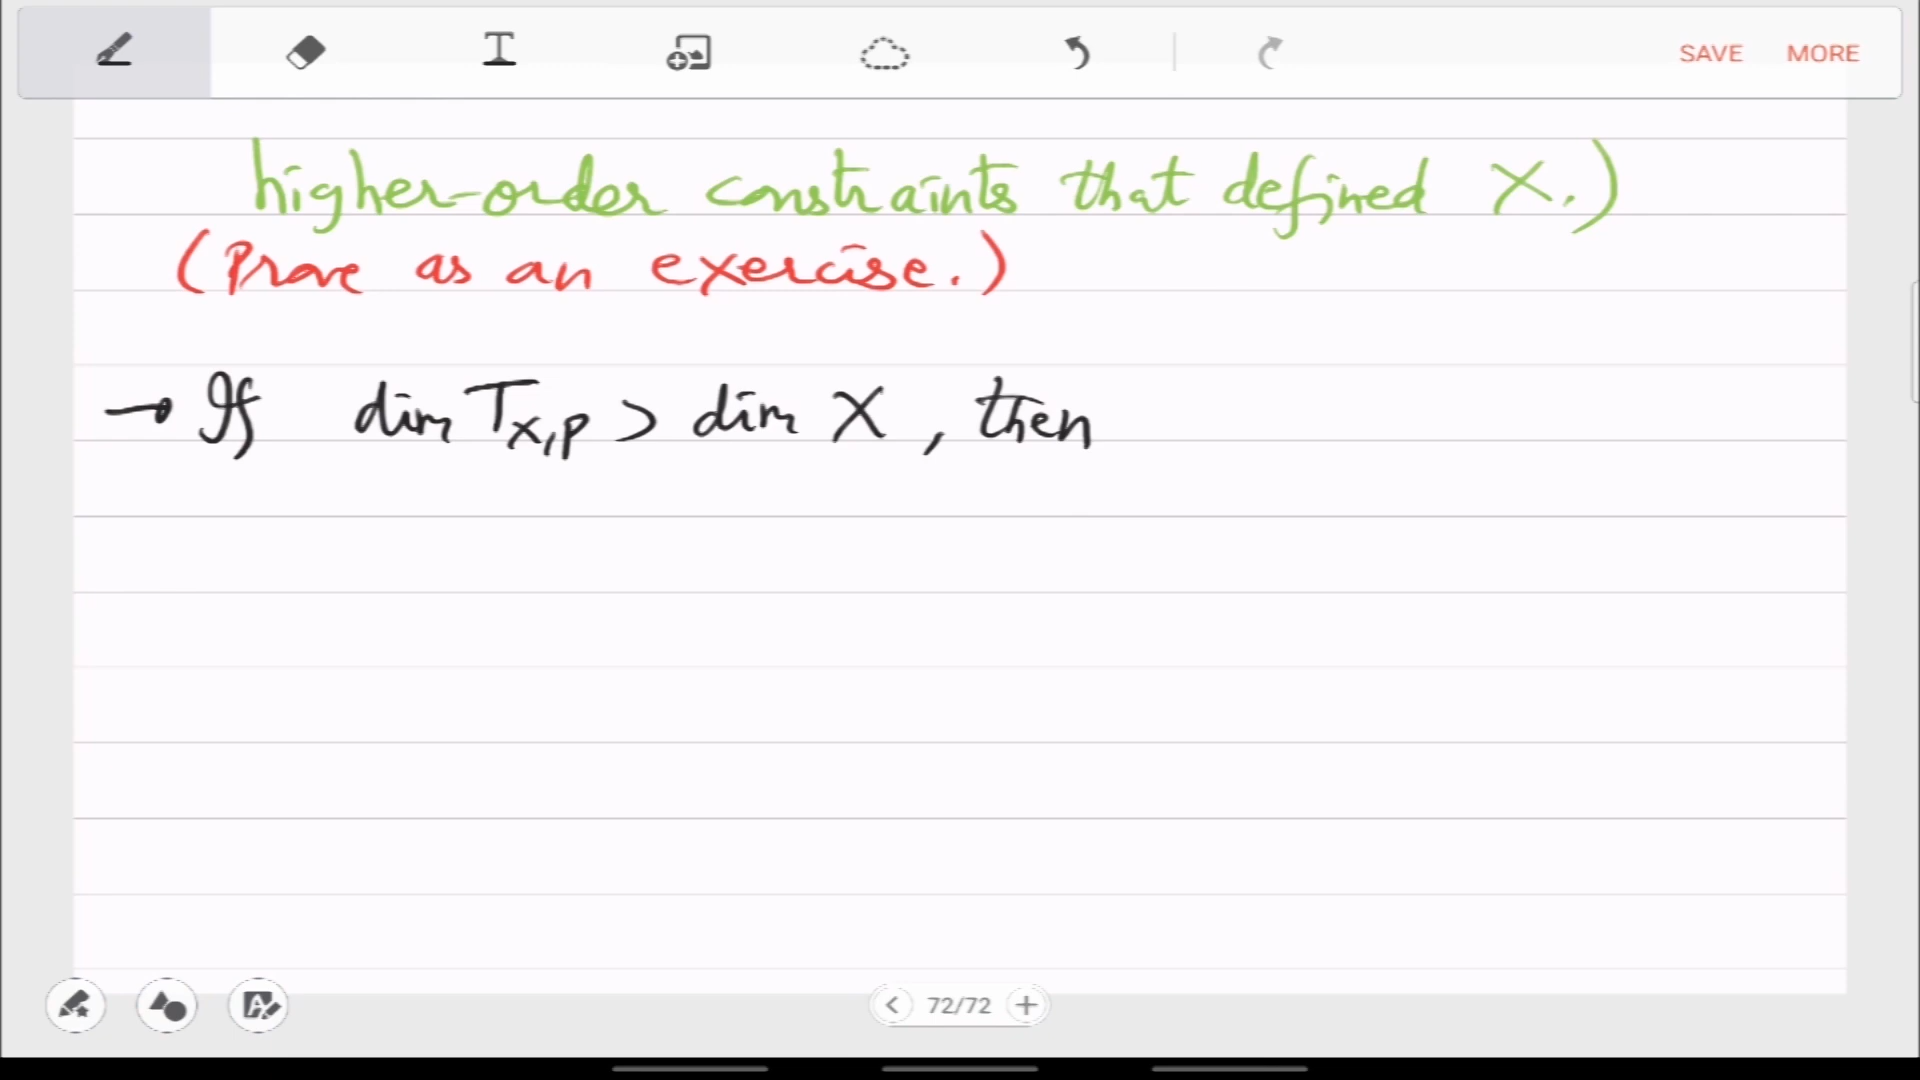 SAVE MORE
higher-order constraints that defined X.)
(Prove as an exercise.)
→ If dim T_{X,p} > dim X, then
72/72